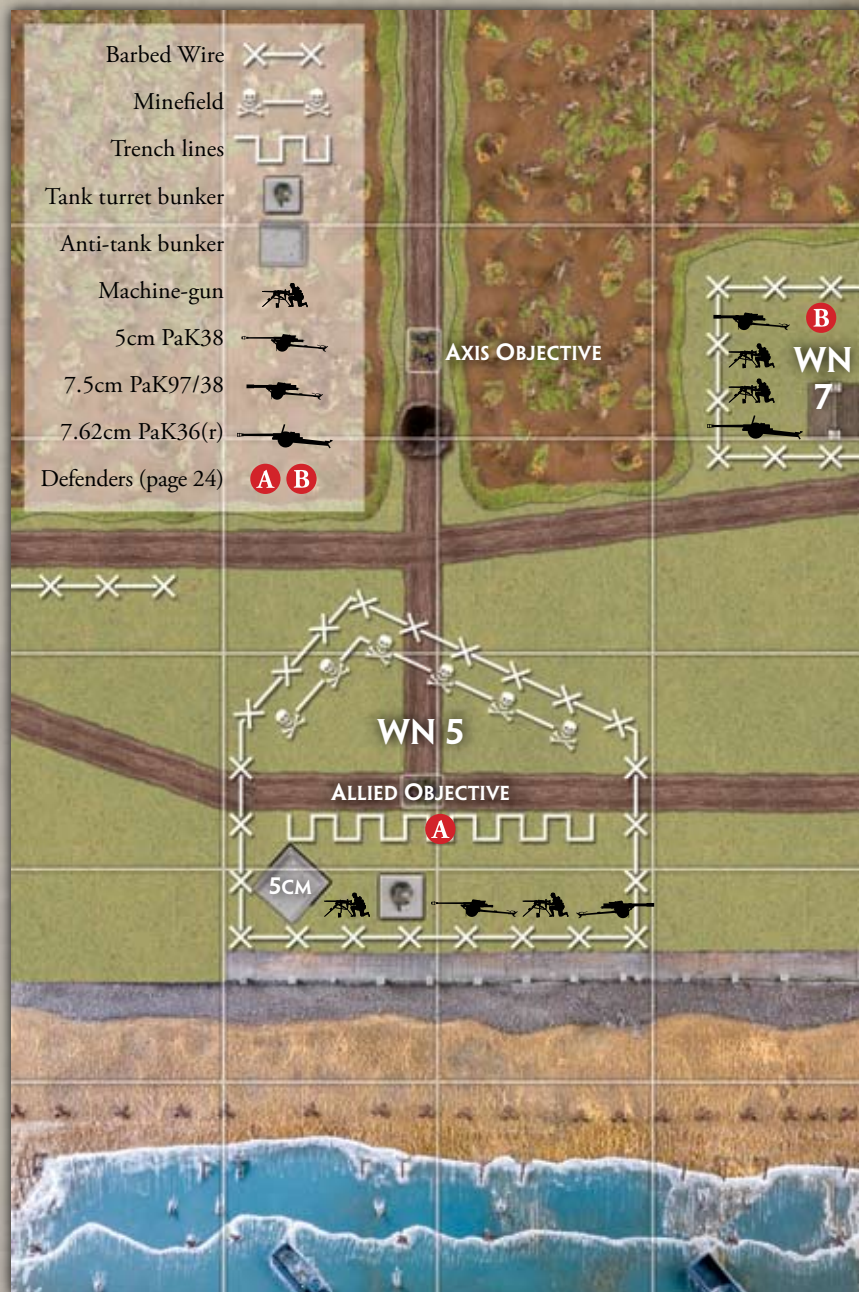 Barbed Wire
Minefield
Trench lines
Tank turret bunker
Anti-tank bunker
Machine-gun
5cm PaK38
7.5cm PaK97/38
7.62cm PaK36(r)
Defenders (page 24) A B
Axis Objective
B
WN
7
WN 5
Allied Objective
A
5cm